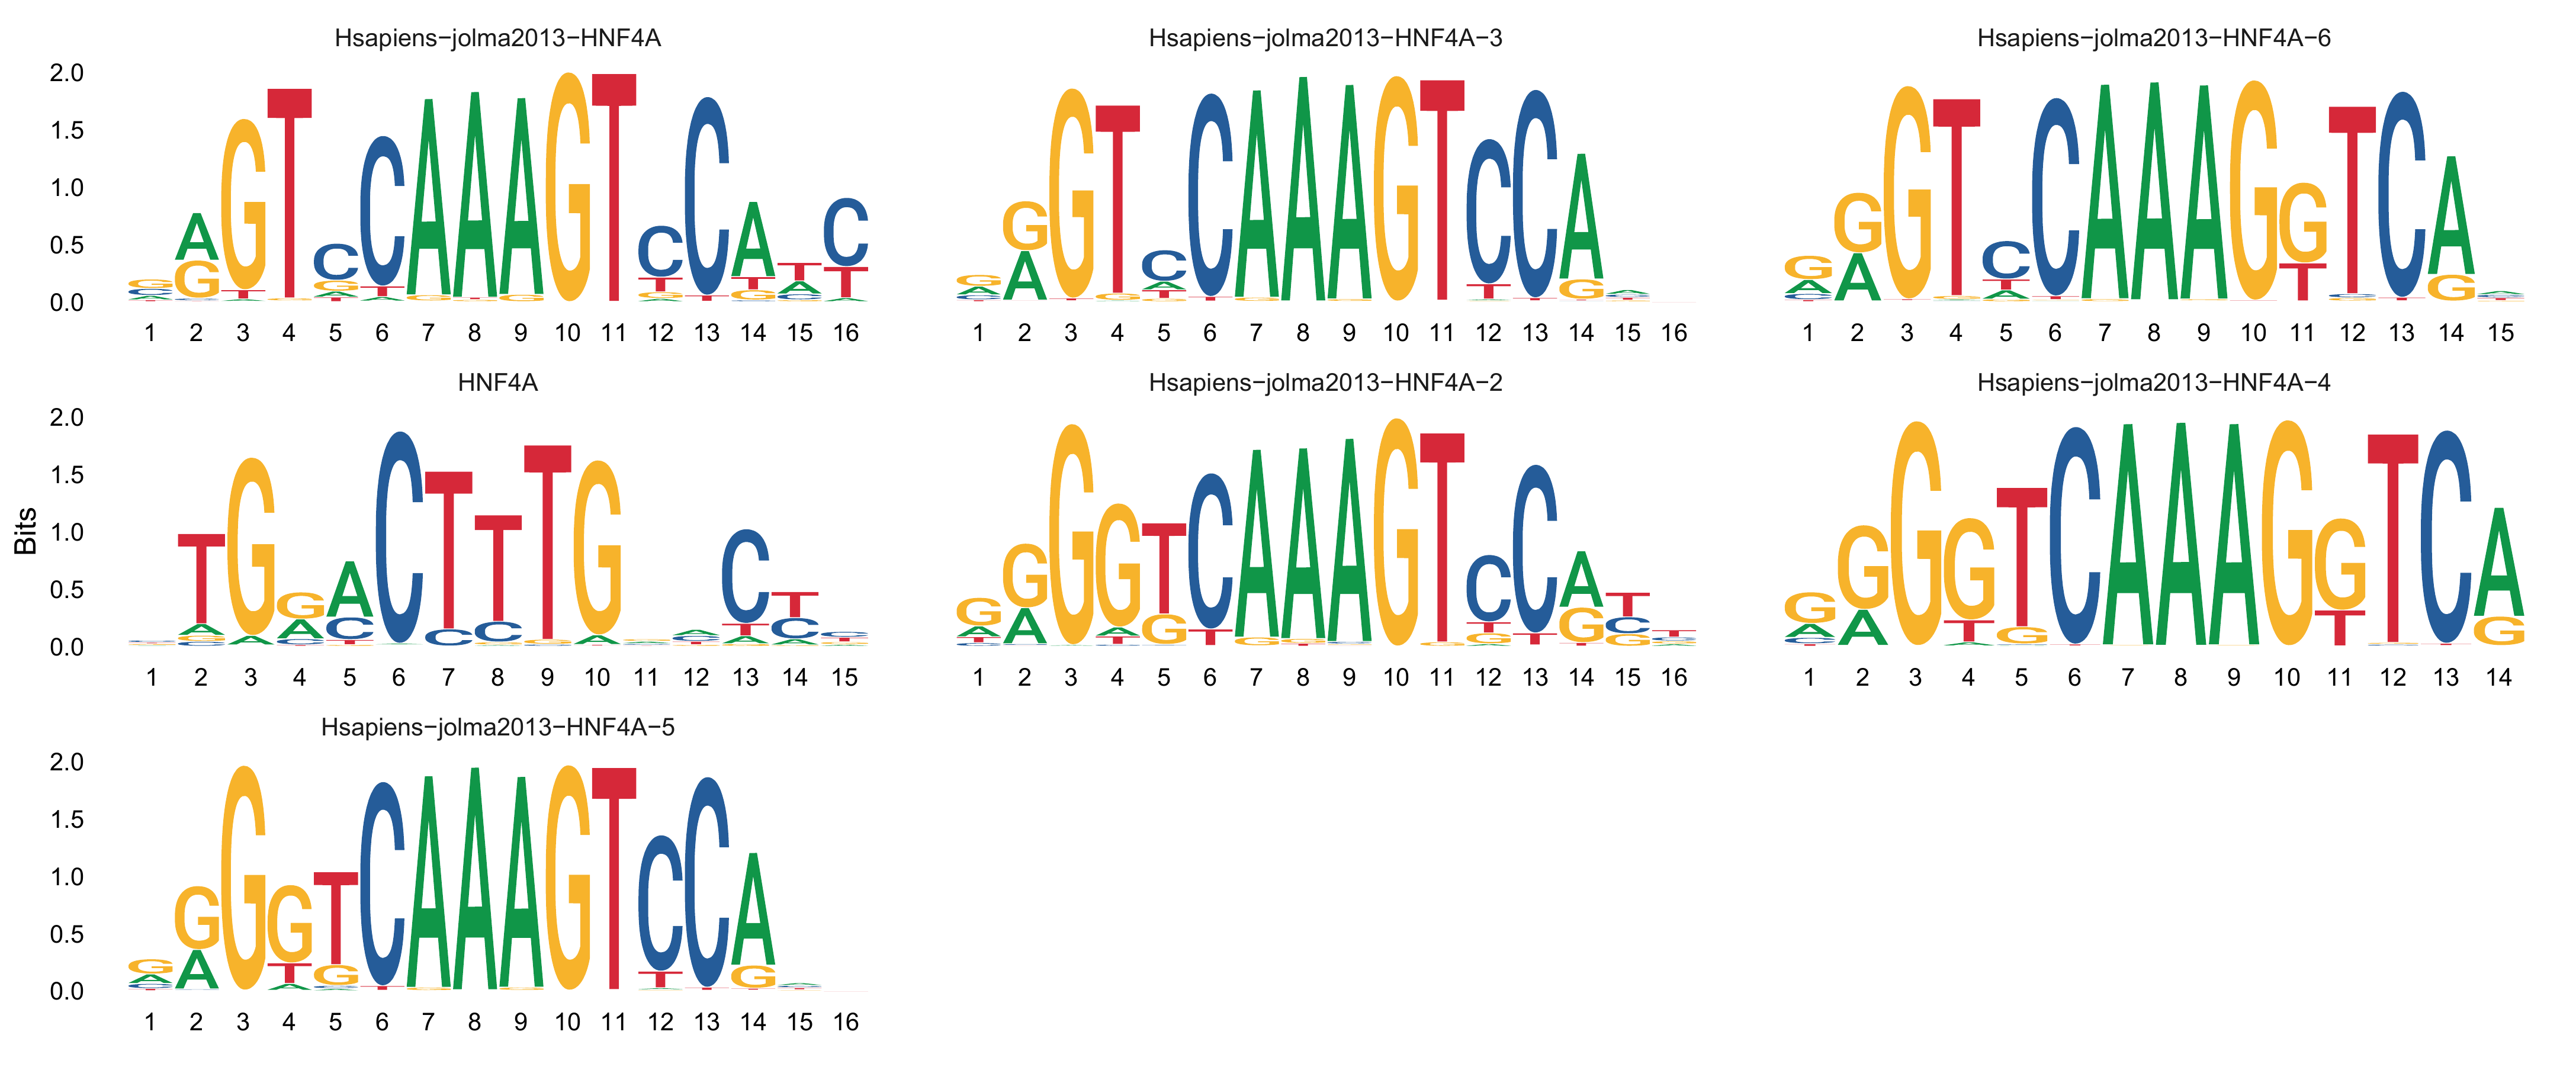 Hsapiens−jolma2013−HNF4A
Hsapiens−jolma2013−HNF4A−3
Hsapiens−jolma2013−HNF4A−6
2.0
1.5
1.0
0.5
0.0
1 2 3 4 5 6 7 8 9 10 11 12 13 14 15 16
1 2 3 4 5 6 7 8 9 10 11 12 13 14 15 16
1 2 3 4 5 6 7 8 9 10 11 12 13 14 15
HNF4A
Hsapiens−jolma2013−HNF4A−2
Hsapiens−jolma2013−HNF4A−4
Bits
2.0
1.5
1.0
0.5
0.0
1 2 3 4 5 6 7 8 9 10 11 12 13 14 15
1 2 3 4 5 6 7 8 9 10 11 12 13 14 15 16
1 2 3 4 5 6 7 8 9 10 11 12 13 14
Hsapiens−jolma2013−HNF4A−5
2.0
1.5
1.0
0.5
0.0
1 2 3 4 5 6 7 8 9 10 11 12 13 14 15 16